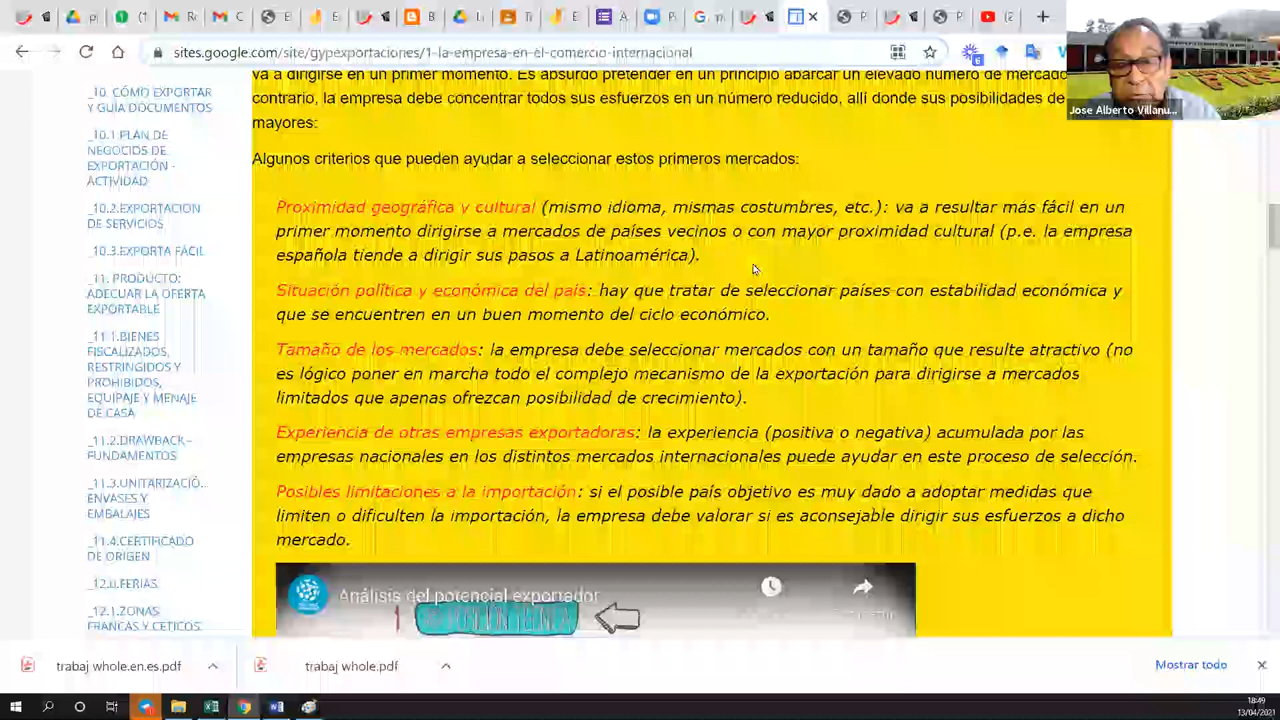 sites.google.com/site/gypexportaciones/1-la-empresa-en-el-comercio-internacional
Jose Alberto Villanu...
_10. CÓMO EXPORTAR
Y GUÍA DOCUMENTOS
_10.1.PLAN DE
NEGOCIOS DE
EXPORTACIÓN -
ACTIVIDAD
_10.2.EXPORTACION
DE SERVICIOS
_10.3.EXPORTA FÁCIL
_11. PRODUCTO:
ADECUAR LA OFERTA
EXPORTABLE
_11.1.BIENES
FISCALIZADOS,
RESTRINGIDOS Y
PROHIBIDOS,
EQUIPAJE Y MENAJE
DE CASA
_11.2.DRAWBACK -
FUNDAMENTOS
_11.3.UNITARIZACIÒ...
ENVASES Y
EMBALAJES
_11.4.CERTIFICADO
DE ORIGEN
_12.0.FERIAS.
_12.1.ZONAS
FRANCAS Y CETICOS
va a dirigirse en un primer momento. Es absurdo pretender en un principio abarcar un elevado número de mercado
contrario, la empresa debe concentrar todos sus esfuerzos en un número reducido, allí donde sus posibilidades de
mayores:
Algunos criterios que pueden ayudar a seleccionar estos primeros mercados:
Proximidad geográfica y cultural (mismo idioma, mismas costumbres, etc.): va a resultar más fácil en un
primer momento dirigirse a mercados de países vecinos o con mayor proximidad cultural (p.e. la empresa
española tiende a dirigir sus pasos a Latinoamérica).
Situación política y económica del país: hay que tratar de seleccionar países con estabilidad económica y
que se encuentren en un buen momento del ciclo económico.
Tamaño de los mercados: la empresa debe seleccionar mercados con un tamaño que resulte atractivo (no
es lógico poner en marcha todo el complejo mecanismo de la exportación para dirigirse a mercados
limitados que apenas ofrezcan posibilidad de crecimiento).
Experiencia de otras empresas exportadoras: la experiencia (positiva o negativa) acumulada por las
empresas nacionales en los distintos mercados internacionales puede ayudar en este proceso de selección.
Posibles limitaciones a la importación: si el posible país objetivo es muy dado a adoptar medidas que
limiten o dificulten la importación, la empresa debe valorar si es aconsejable dirigir sus esfuerzos a dicho
mercado.
Análisis del potencial exportador
1
trabaj whole.en.es.pdf
trabaj whole.pdf
Mostrar todo
18:49
13/04/2021